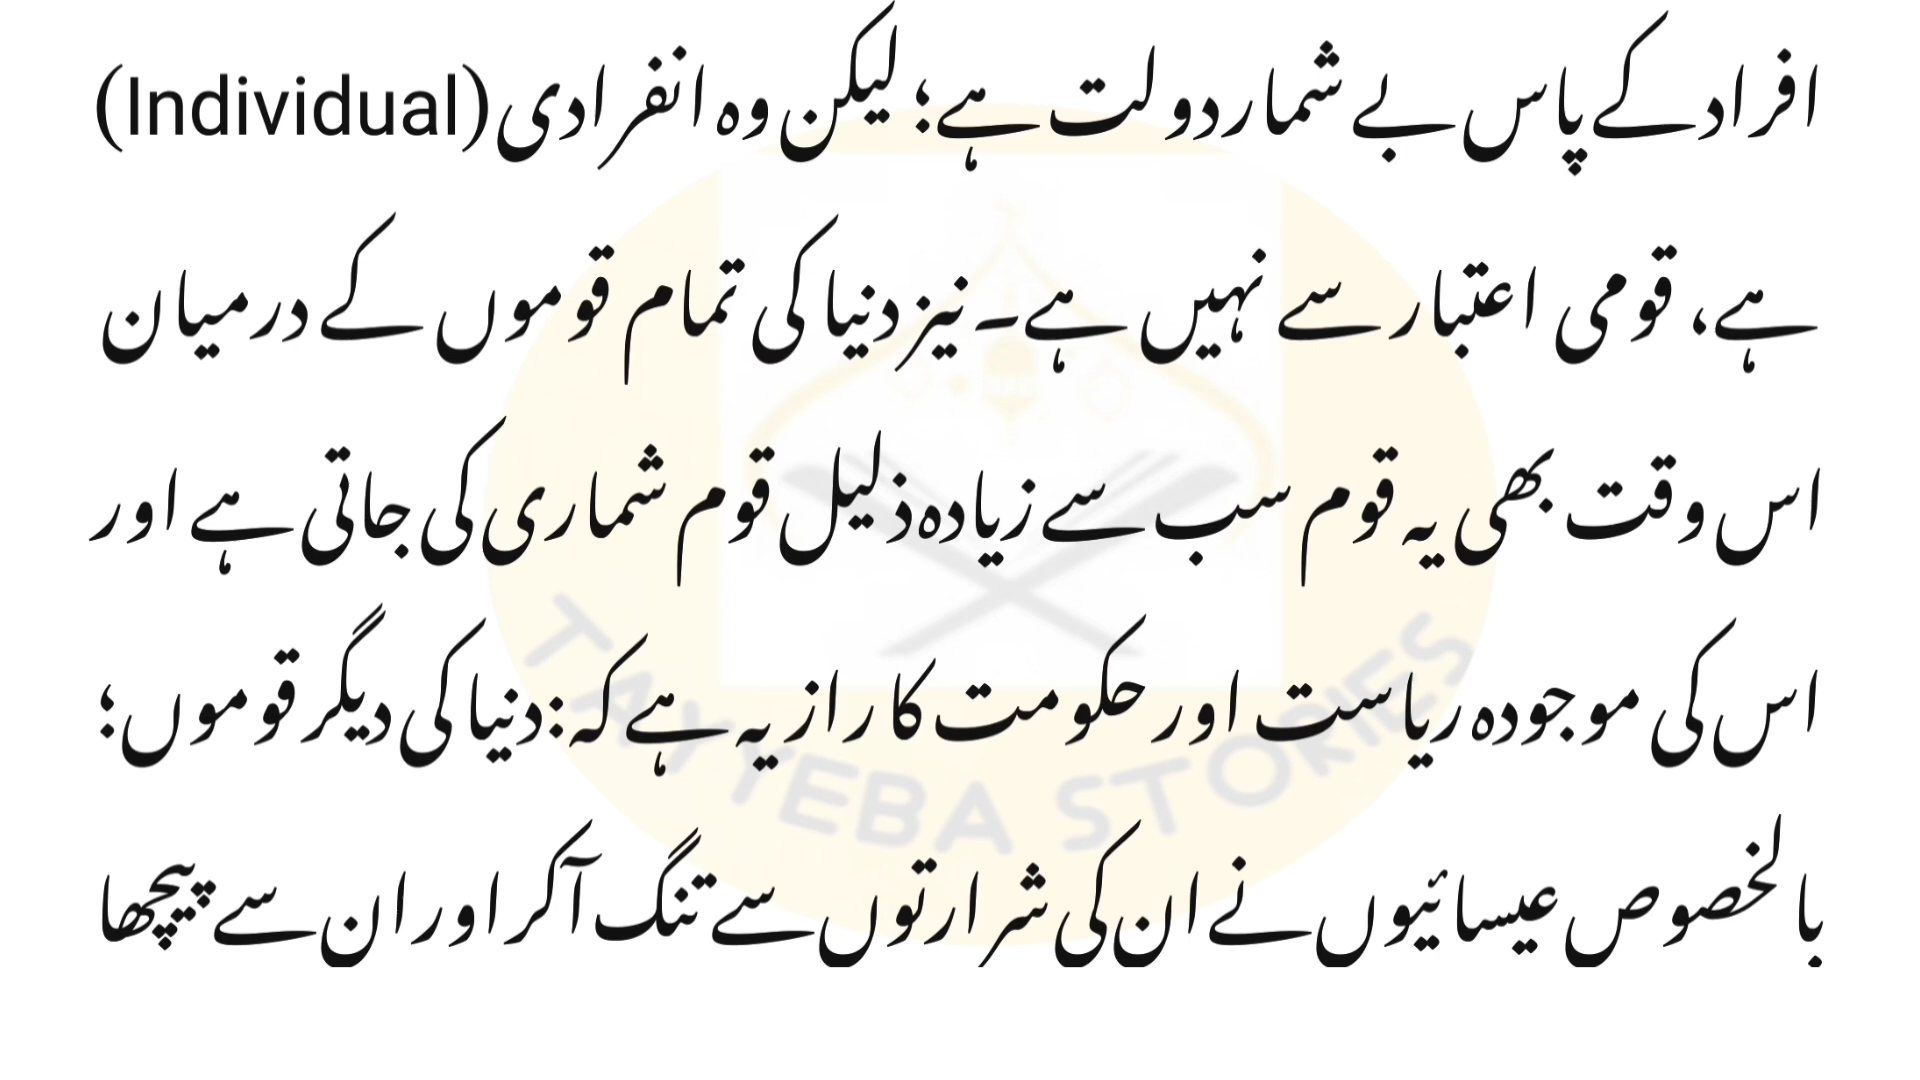 افراد کے پاس بے شمار دولت ہے؛ لیکن وہ انفرادی (Individual)
ہے، قومی اعتبار سے نہیں ہے۔ نیز دنیا کی تمام قوموں کے درمیان
اس وقت بھی یہ قوم سب سے زیادہ ذلیل قوم شماری کی جاتی ہے اور
اس کی موجودہ ریاست اور حکومت کا راز یہ ہے کہ: دنیا کی دیگر قوموں؛
بالخصوص عیسائیوں نے ان کی شرارتوں سے تنگ آکر اور ان سے پیچھا
TAYYEBA STORIES